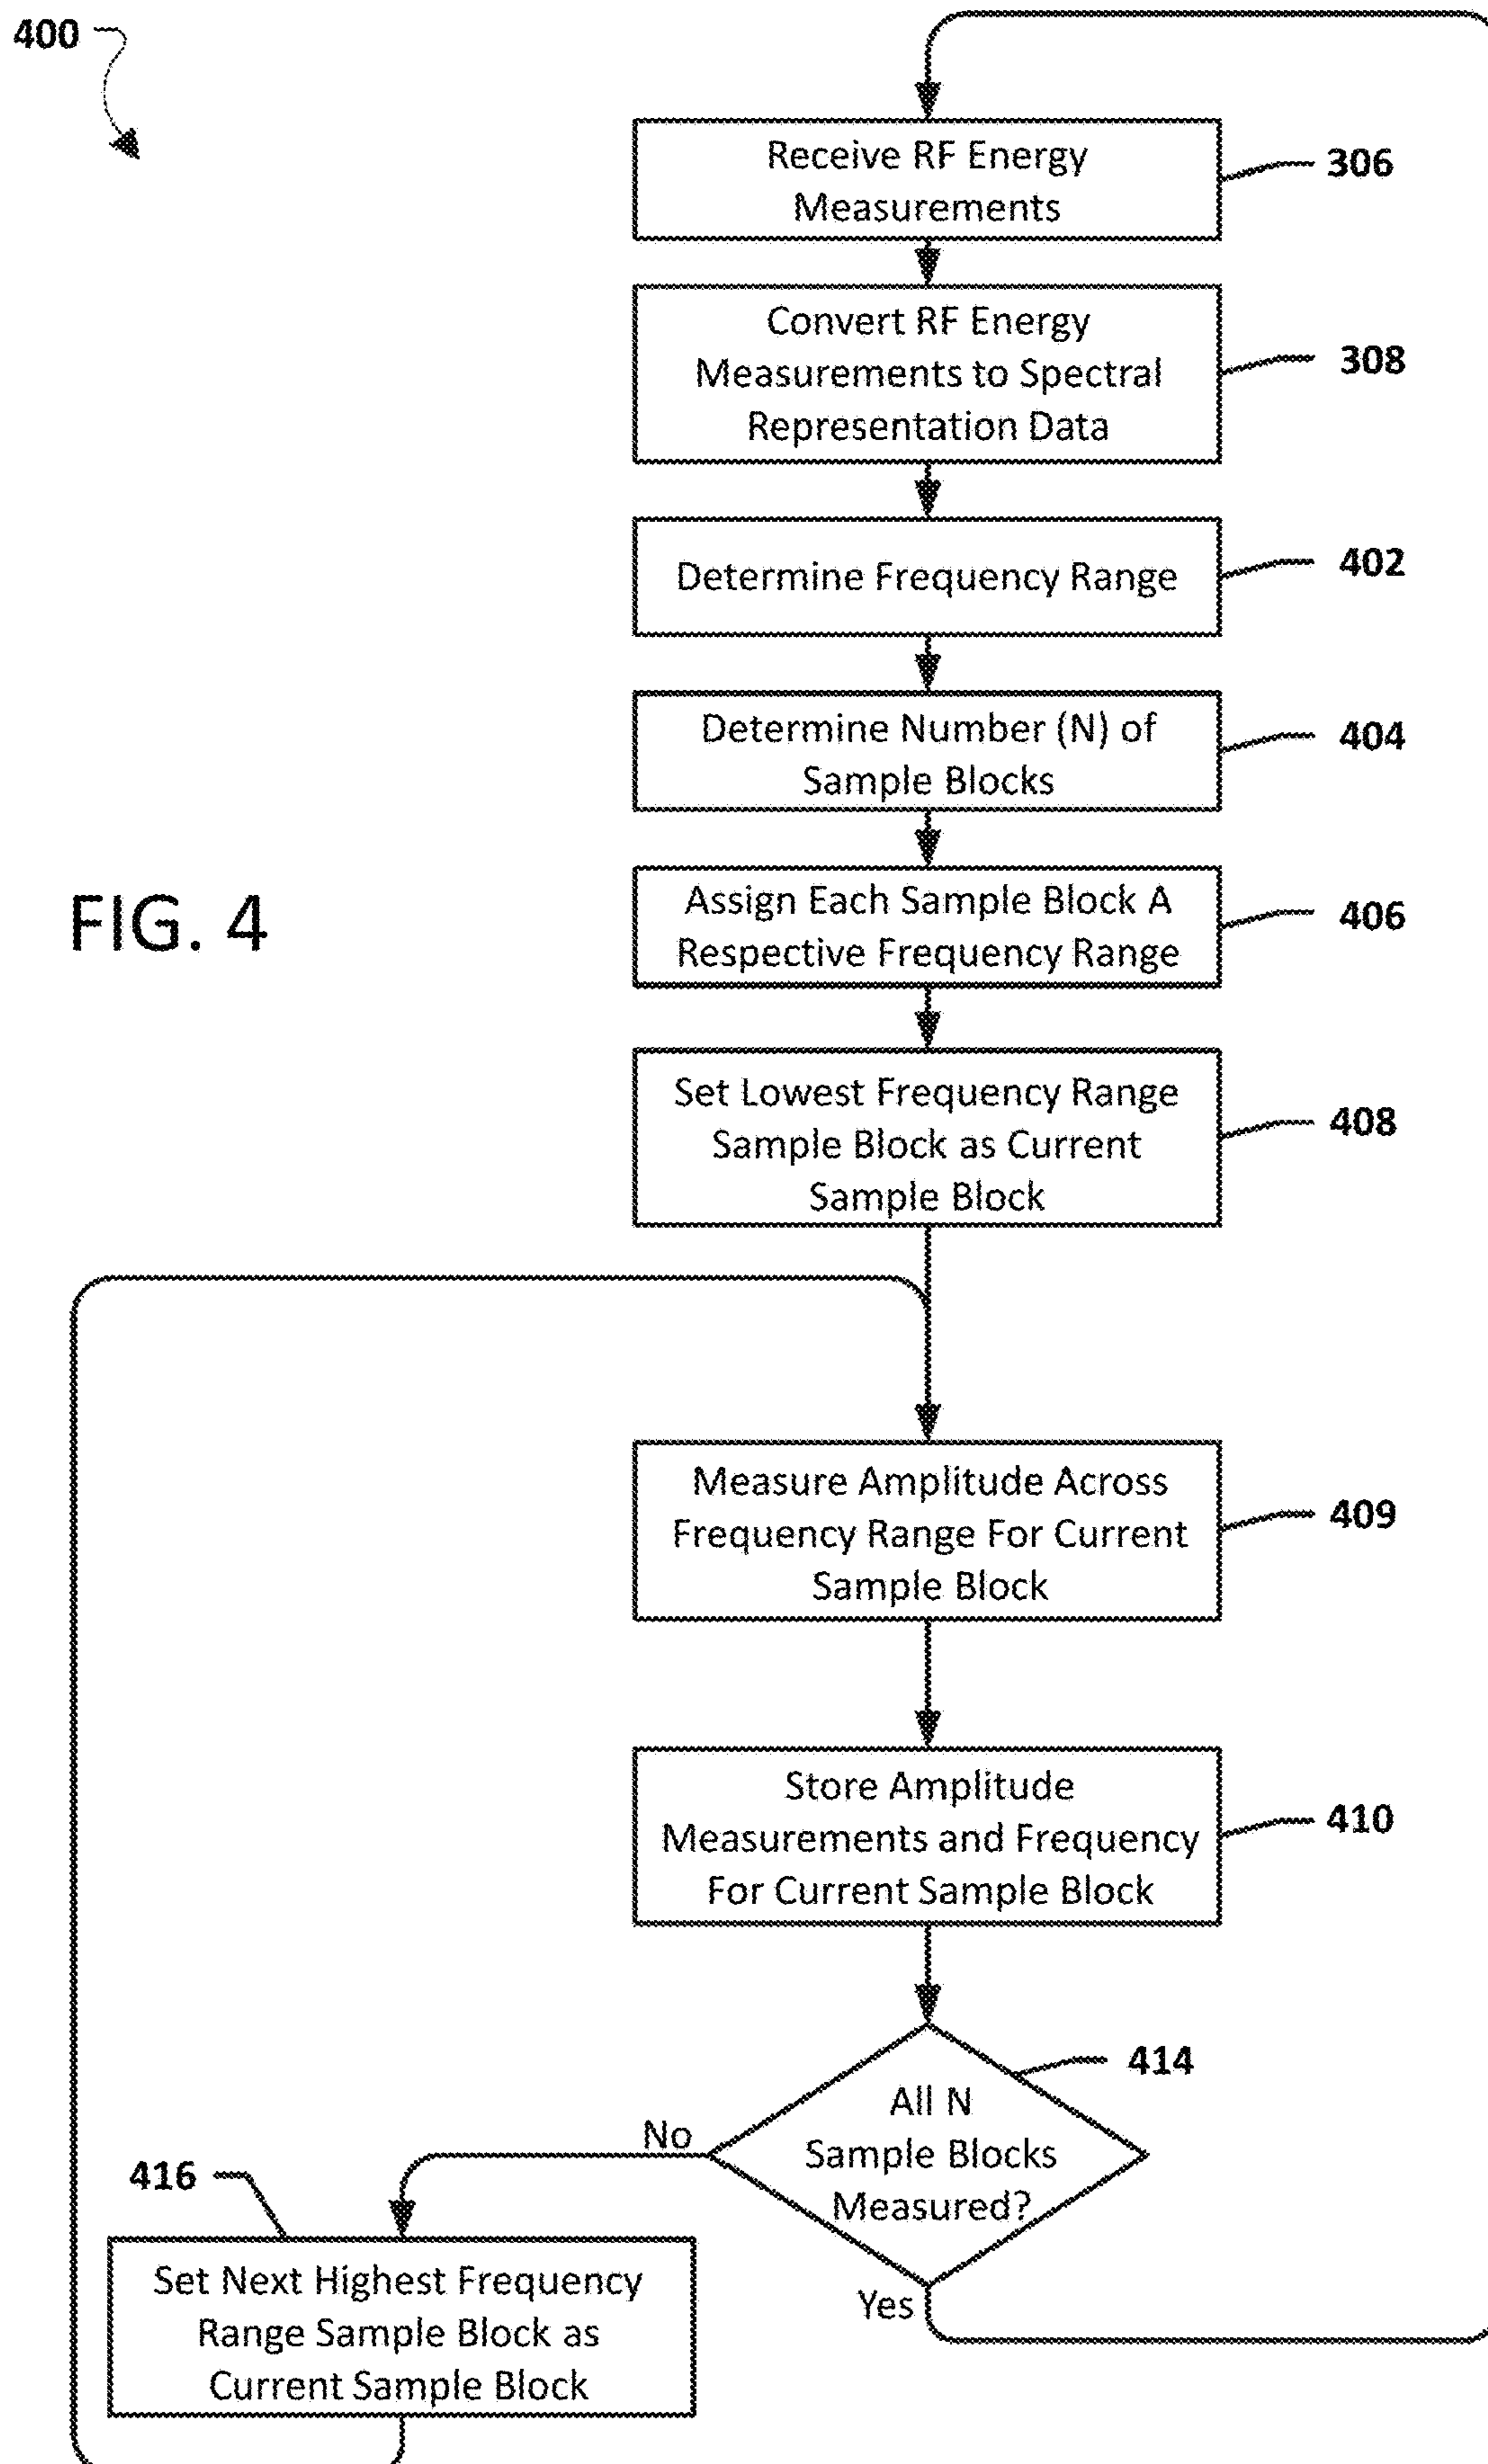 400
Receive RF Energy
Measurements
306
Convert RF Energy
Measurements to Spectral
Representation Data
308
Determine Frequency Range
402
Determine Number (N) of
Sample Blocks
404
FIG. 4
Assign Each Sample Block A
Respective Frequency Range
406
Set Lowest Frequency Range
Sample Block as Current
Sample Block
408
Measure Amplitude Across
Frequency Range For Current
Sample Block
409
Store Amplitude
Measurements and Frequency
For Current Sample Block
410
All N
Sample Blocks
Measured?
414
No
Yes
416
Set Next Highest Frequency
Range Sample Block as
Current Sample Block